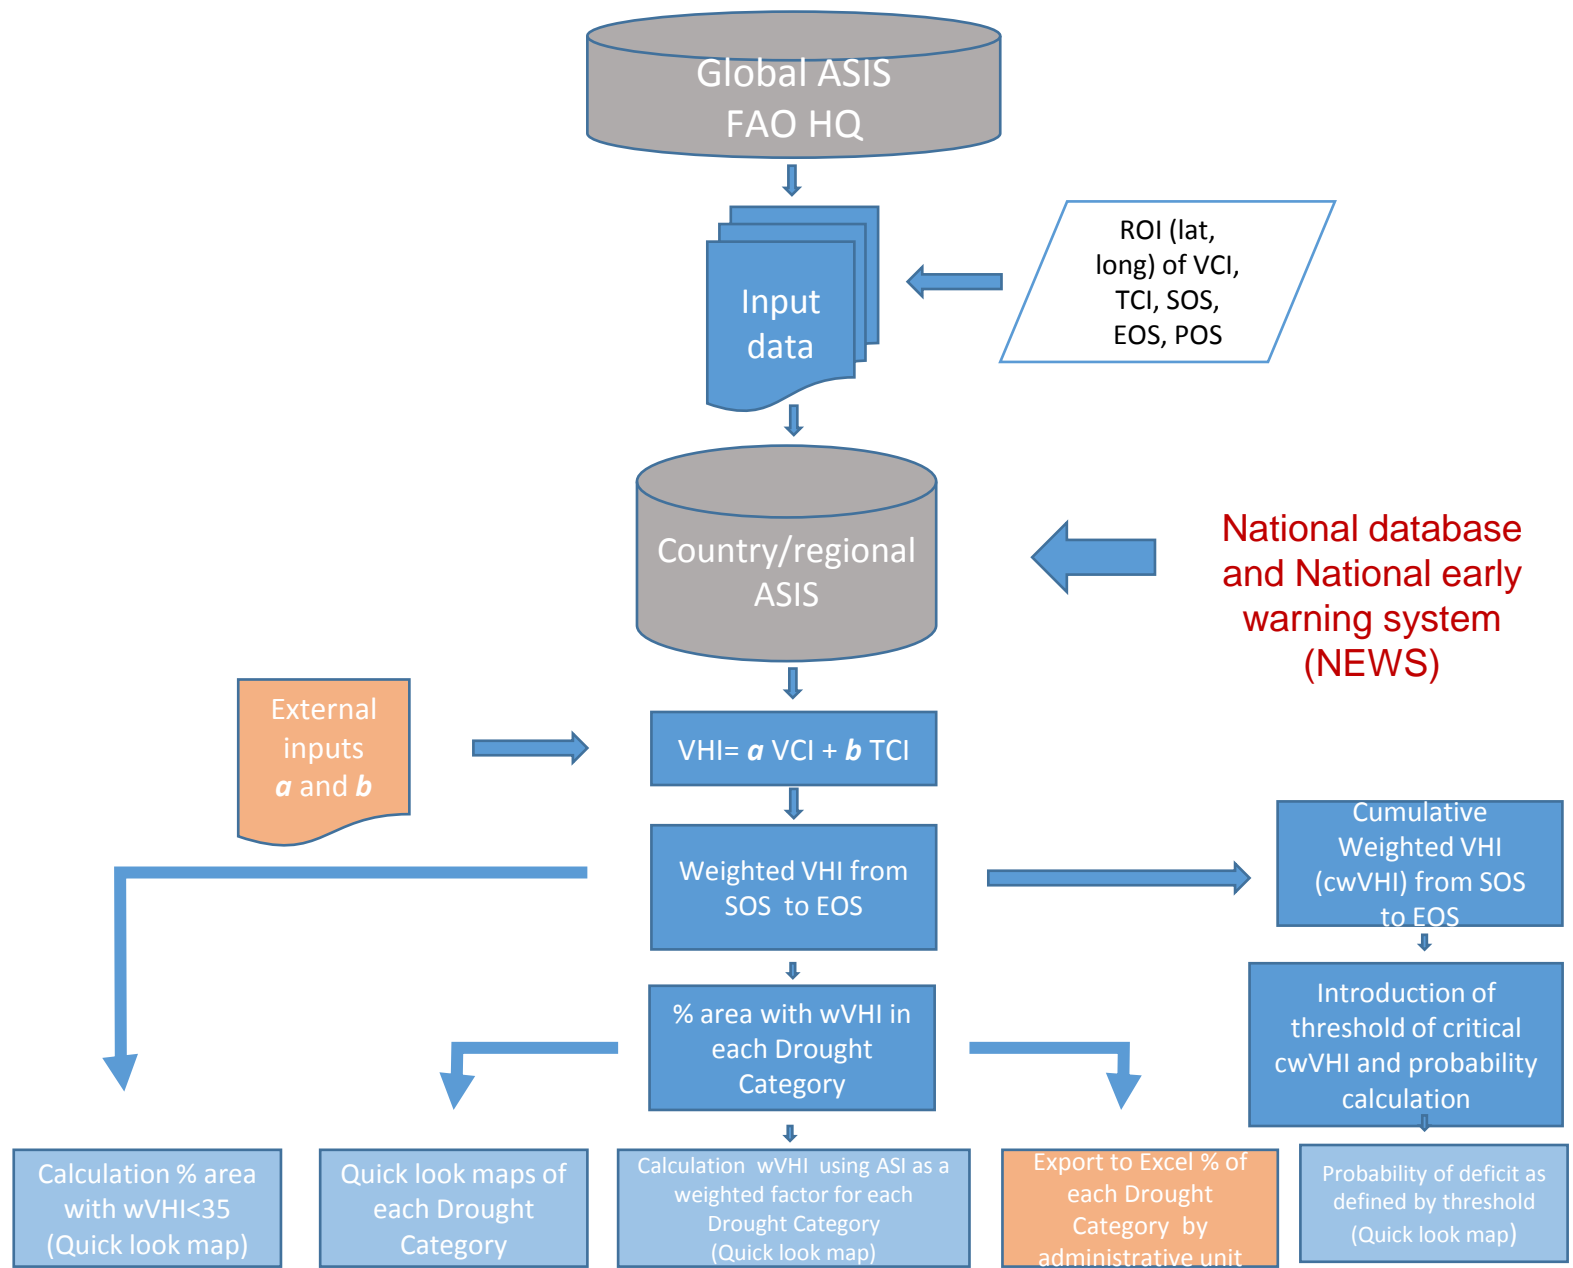 Global ASIS
FAO HQ
Input
data
ROI (lat,
long) of VCI,
TCI, SOS,
EOS, POS
Country/regional
ASIS
National database
and National early
warning system
(NEWS)
External
inputs
a and b
VHI= a VCI + b TCI
Weighted VHI from
SOS to EOS
Cumulative
Weighted VHI
(cwVHI) from SOS
to EOS
% area with wVHI in
each Drought
Category
Introduction of
threshold of critical
cwVHI and probability
calculation
Calculation % area
with wVHI<35
(Quick look map)
Quick look maps of
each Drought
Category
Calculation wVHI using ASI as a
weighted factor for each
Drought Category
(Quick look map)
Export to Excel % of
each Drought
Category by
administrative unit
Probability of deficit as
defined by threshold
(Quick look map)